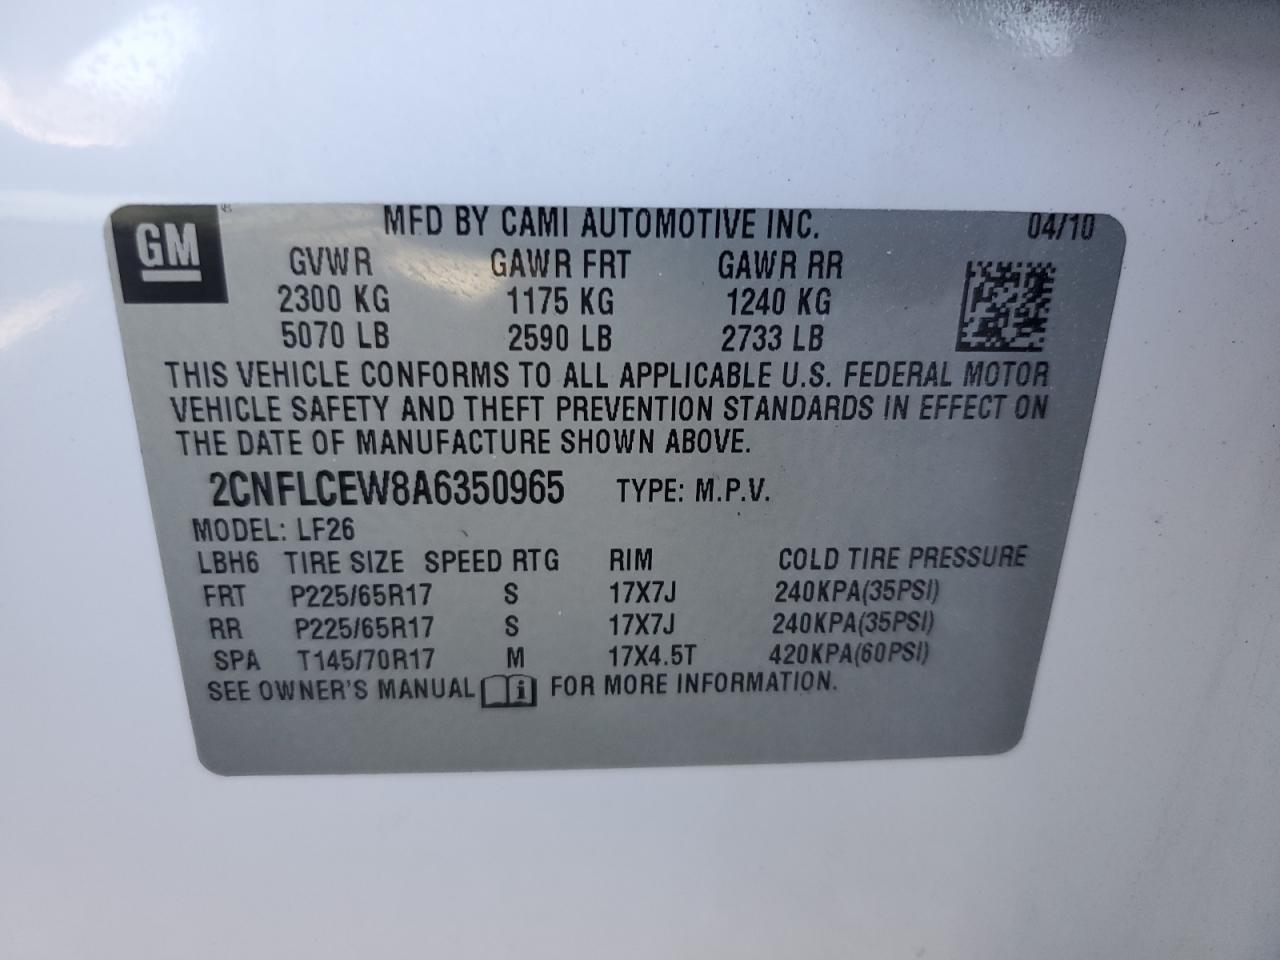 GM ® MFD BY CAMI AUTOMOTIVE INC. 04/10
GVWR GAWR FRT GAWR RR
2300 KG 1175 KG 1240 KG
5070 LB 2590 LB 2733 LB
THIS VEHICLE CONFORMS TO ALL APPLICABLE U.S. FEDERAL MOTOR
VEHICLE SAFETY AND THEFT PREVENTION STANDARDS IN EFFECT ON
THE DATE OF MANUFACTURE SHOWN ABOVE.
2CNFLCEW8A6350965 TYPE: M.P.V.
MODEL: LF26
LBH6 TIRE SIZE SPEED RTG RIM COLD TIRE PRESSURE
FRT P225/65R17 S 17X7J 240KPA(35PSI)
RR P225/65R17 S 17X7J 240KPA(35PSI)
SPA T145/70R17 M 17X4.5T 420KPA(60PSI)
SEE OWNER'S MANUAL i FOR MORE INFORMATION.